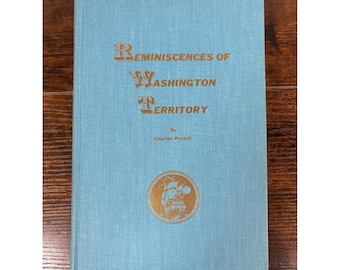 REMINISCENCES OF
WASHINGTON
TERRITORY
By
Charles Prosch